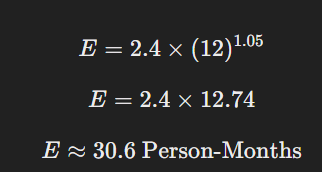 E = 2.4 × (12)^1.05
E = 2.4 × 12.74
E ≈ 30.6 Person-Months